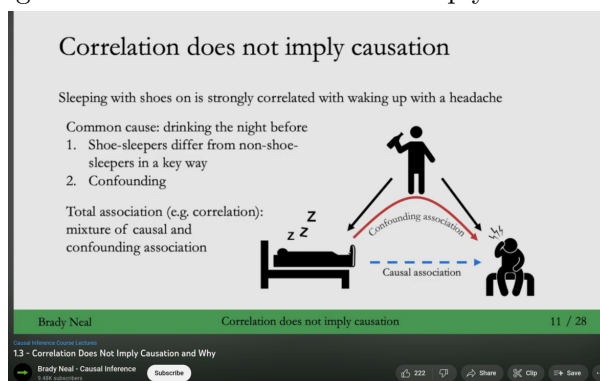 Correlation does not imply causation
Sleeping with shoes on is strongly correlated with waking up with a headache
Common cause: drinking the night before
1. Shoe-sleepers differ from non-shoe-
sleepers in a key way
2. Confounding
Total association (e.g. correlation):
mixture of causal and
confounding association
z z Z
Confounding association
Causal association
Brady Neal
Correlation does not imply causation
11 / 28
Causal Inference Course Lectures
1.3 - Correlation Does Not Imply Causation and Why
Brady Neal - Causal Inference
9.48K subscribers
Subscribe
222
Share
Clip
Save